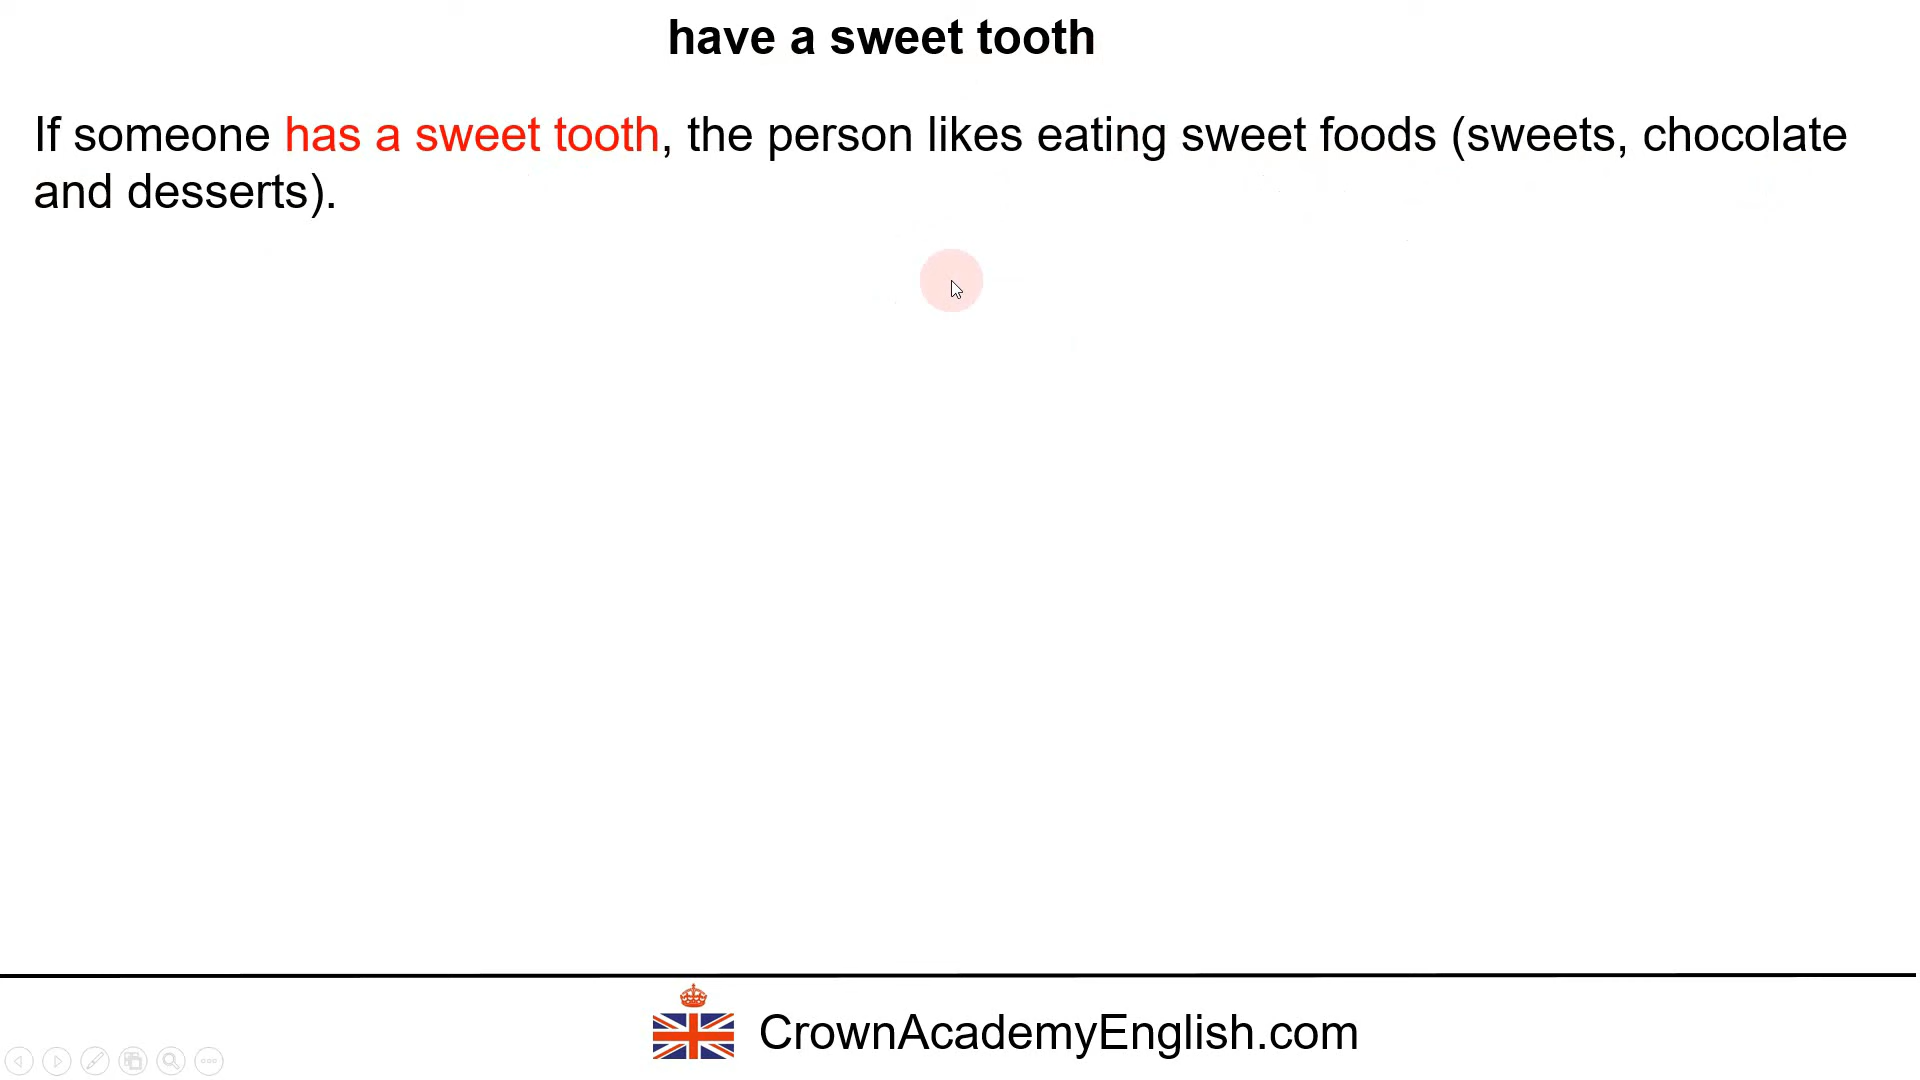 have a sweet tooth
If someone has a sweet tooth, the person likes eating sweet foods (sweets, chocolate
and desserts).
CrownAcademyEnglish.com